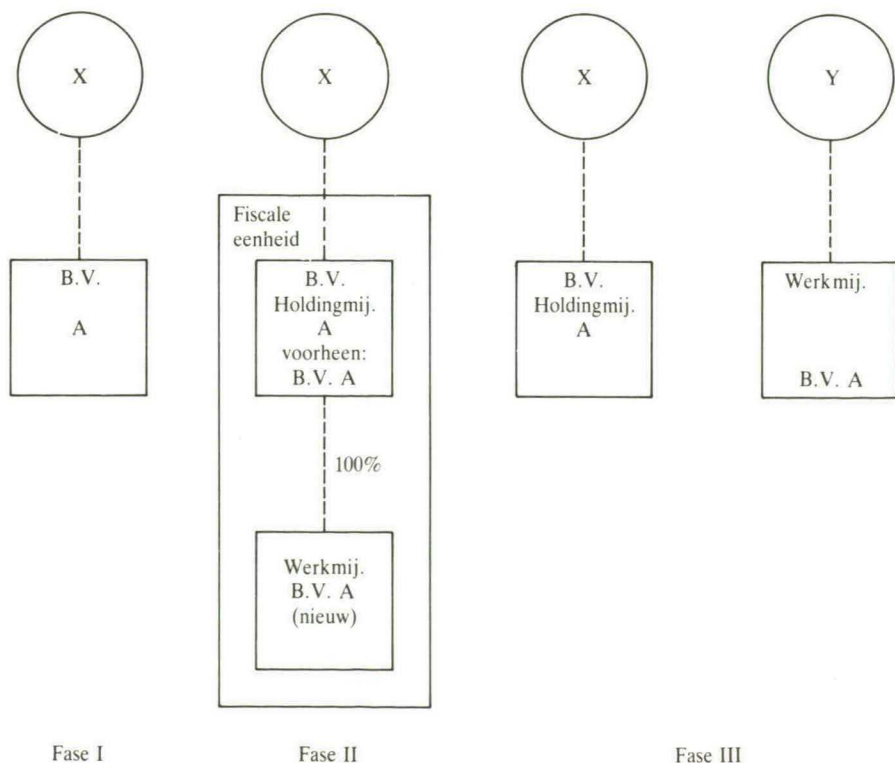 X
B.V.
A
Fase I
X
Fiscale
eenheid
B.V.
Holdingmij.
A
voorheen:
B.V. A
100%
Werkmij.
B.V. A
(nieuw)
Fase II
X
B.V.
Holdingmij.
A
Y
Werkmij.
B.V. A
Fase III